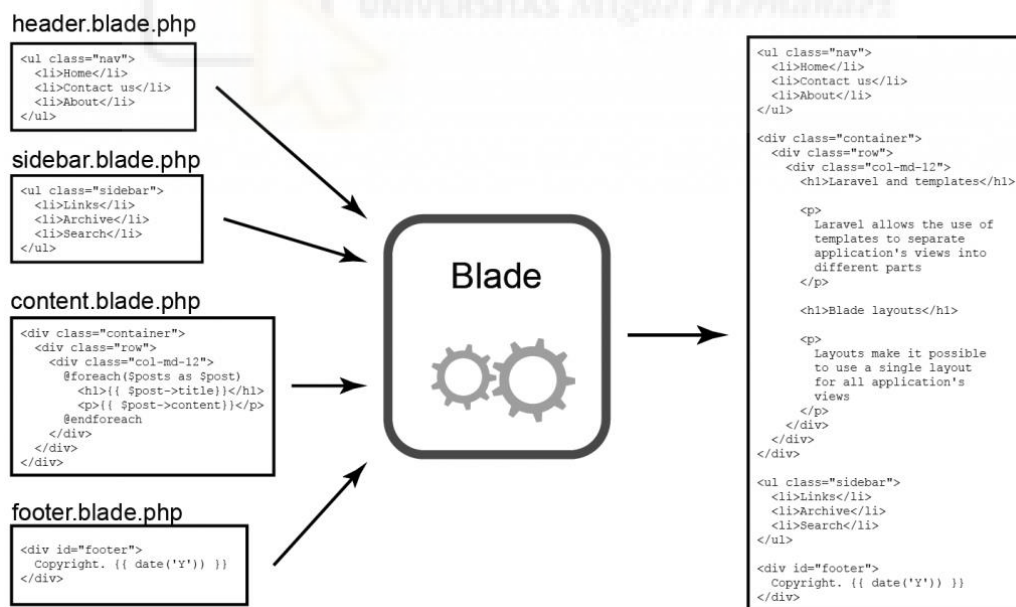 UNIVERSITAS Miguel Hernández
header.blade.php
<ul class="nav">
<li>Home</li>
<li>Contact us</li>
<li>About</li>
</ul>
sidebar.blade.php
<ul class="sidebar">
<li>Links</li>
<li>Archive</li>
<li>Search</li>
</ul>
content.blade.php
<div class="container">
<div class="row">
<div class="col-md-12">
@foreach($posts as $post)
<h1>{{ $post->title}}</h1>
<p>{{ $post->content}}</p>
@endforeach
</div>
</div>
</div>
footer.blade.php
<div id="footer">
Copyright. {{ date('Y')) }}
</div>
Blade
<ul class="nav">
<li>Home</li>
<li>Contact us</li>
<li>About</li>
</ul>
<div class="container">
<div class="row">
<div class="col-md-12">
<h1>Laravel and templates</h1>
<p>
Laravel allows the use of
templates to separate
application's views into
different parts
</p>
<h1>Blade layouts</h1>
<p>
Layouts make it possible
to use a single layout
for all application's
views
</p>
</div>
</div>
</div>
<ul class="sidebar">
<li>Links</li>
<li>Archive</li>
<li>Search</li>
</ul>
<div id="footer">
Copyright. {{ date('Y')) }}
</div>